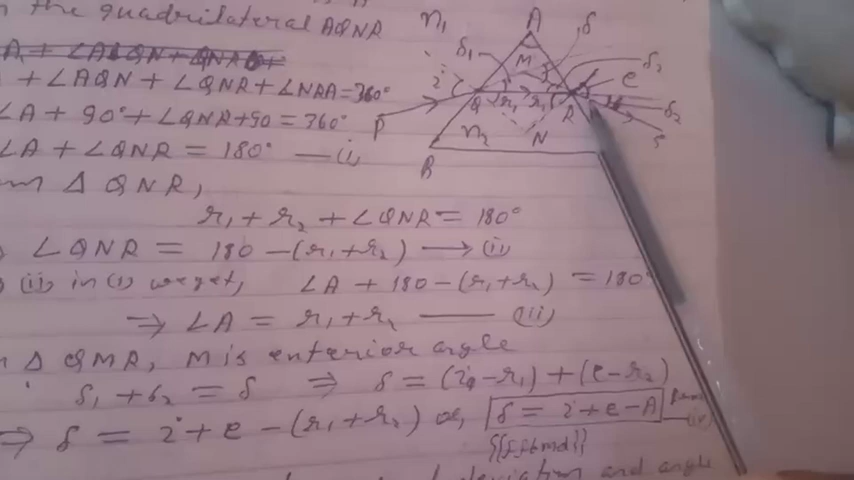 the quadrilateral AQNR
+ ∠AQN + ∠QNR + ∠NRA = 360°
∠A + 90° + ∠QNR + 90 = 360°
∠A + ∠QNR = 180° — (i)
Δ QNR,
r₁ + r₂ + ∠QNR = 180°
∠QNR = 180 – (r₁ + r₂) → (ii)
(ii) in (i) we get, ∠A + 180 – (r₁ + r₂) = 180°
⇒ ∠A = r₁ + r₂ —— (iii)
Δ QMR, M is exterior angle
δ₁ + δ₂ = δ ⇒ δ = (i – r₁) + (e – r₂)
⇒ δ = i + e – (r₁ + r₂) or, δ = i + e – A
deviation and angle
n₁
A
δ
δ₁
M
δ₂
e
i
Q
r₁
R
δ₂
P
n₂
N
B